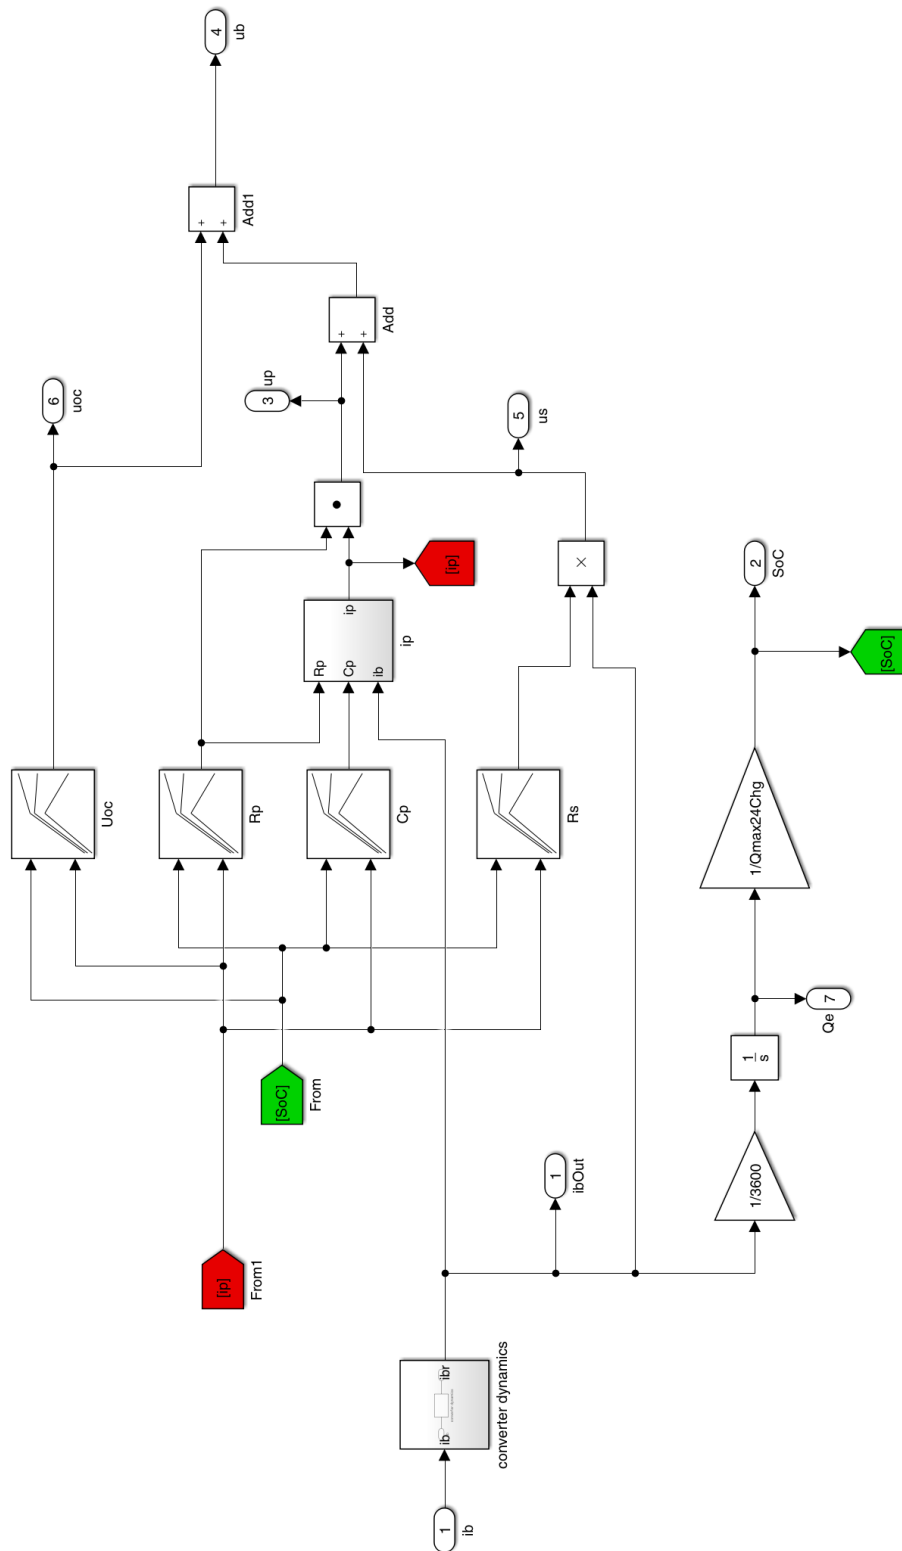 1
ib
ib
ibr
converter dynamics
[ip]
From1
[SoC]
From
Uoc
Rp
Cp
Rs
Rp
Cp
ib
ip
ip
[ip]
6
uoc
3
up
+
+
Add
+
+
Add1
4
ub
×
5
us
1
ibOut
1/3600
1
s
Qe
7
1/Qmax24Chg
[SoC]
2
SoC